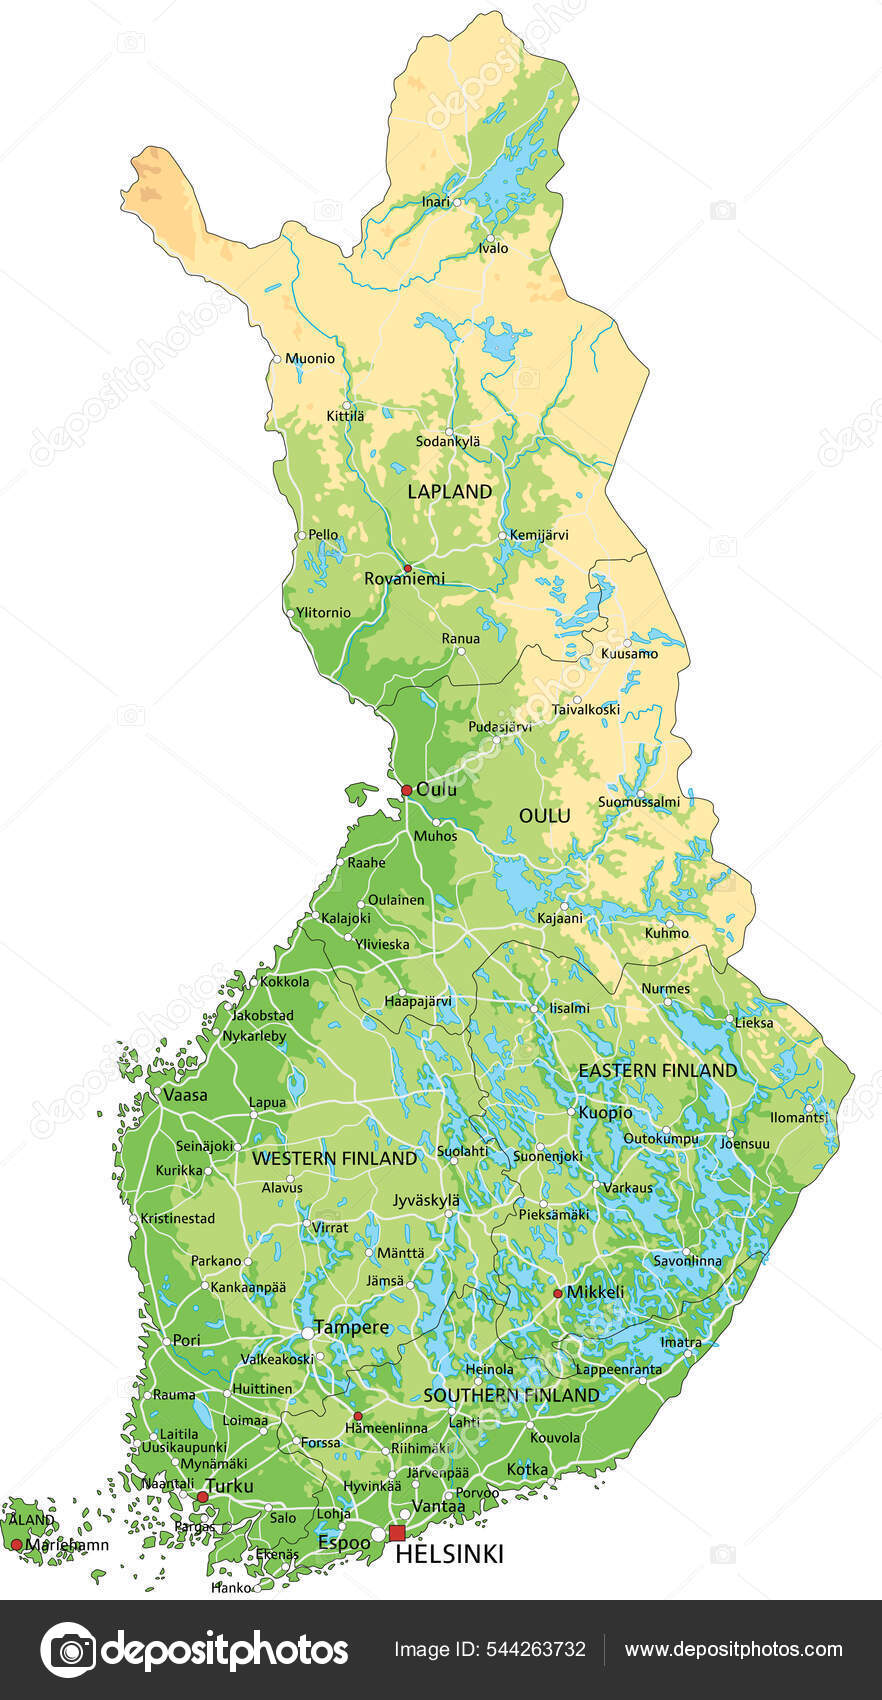 depositphotos
Inari
Ivalo
Muonio
Kittilä
Sodankylä
LAPLAND
Pello
Kemijärvi
Rovaniemi
Ylitornio
Ranua
Kuusamo
Taivalkoski
Pudasjärvi
Oulu
Suomussalmi
OULU
Muhos
Raahe
Oulainen
Kalajoki
Kajaani
Kuhmo
Ylivieska
Kokkola
Nurmes
Haapajärvi
Iisalmi
Jakobstad
Lieksa
Nykarleby
EASTERN FINLAND
Vaasa
Lapua
Kuopio
Ilomantsi
Outokumpu
Joensuu
Seinäjoki
Suolahti
Suonenjoki
WESTERN FINLAND
Kurikka
Alavus
Varkaus
Jyväskylä
Pieksämäki
Kristinestad
Virrat
Mänttä
Parkano
Savonlinna
Jämsä
Kankaanpää
Mikkeli
Tampere
Pori
Imatra
Valkeakoski
Heinola
Lappeenranta
Huittinen
Rauma
SOUTHERN FINLAND
Loimaa
Hämeenlinna
Lahti
Laitila
Forssa
Kouvola
Uusikaupunki
Riihimäki
Mynämäki
Järvenpää
Kotka
Naantali
Turku
Hyvinkää
Porvoo
Vantaa
Lohja
Salo
ÅLAND
Pargas
Mariehamn
Espoo
HELSINKI
Ekenäs
Hanko
depositphotos
Image ID: 544263732
www.depositphotos.com